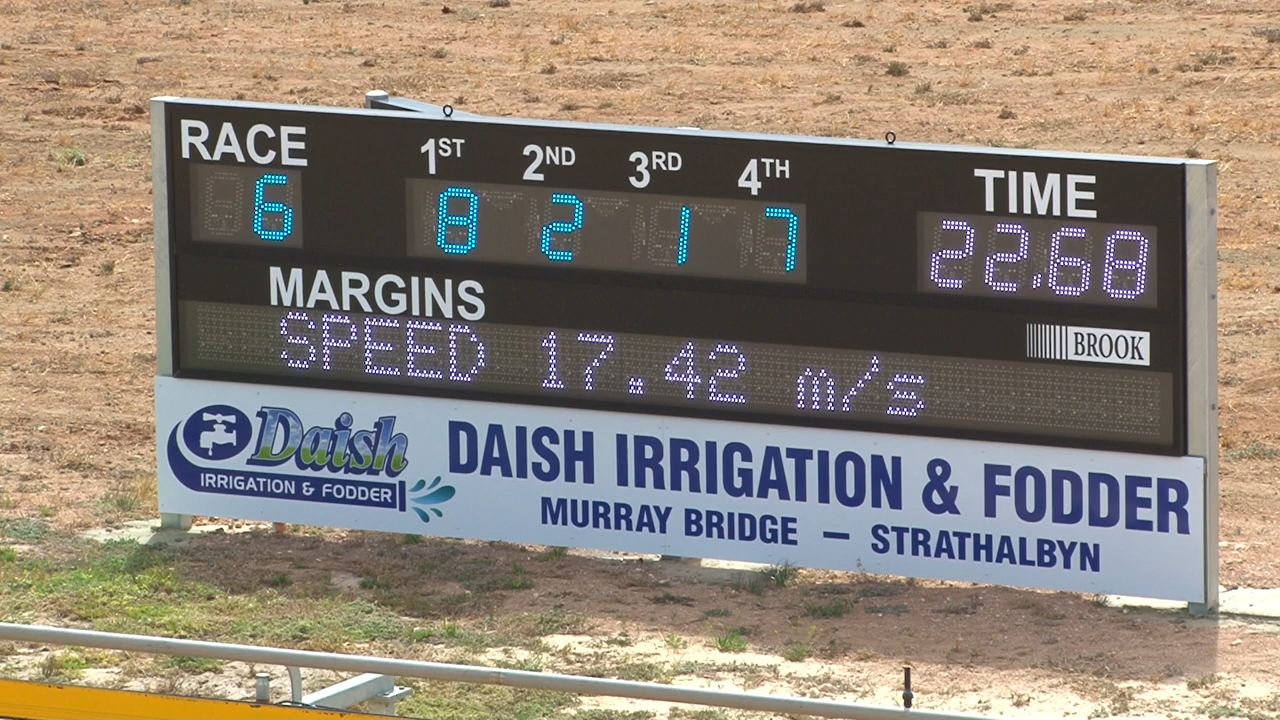 RACE 1ST 2ND 3RD 4TH TIME
6 8 2 1 7 22.68
MARGINS
SPEED 17.42 m/s
BROOK
Daish
IRRIGATION & FODDER
DAISH IRRIGATION & FODDER
MURRAY BRIDGE – STRATHALBYN